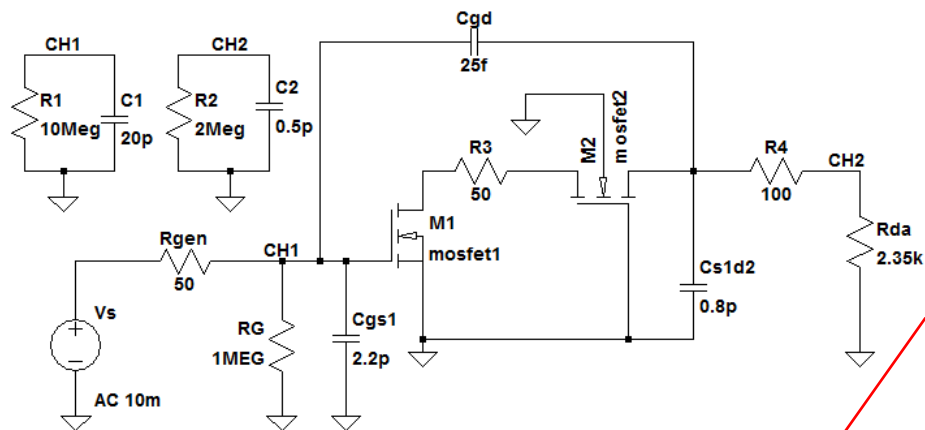 Cgd
25f
CH1
R1
10Meg
C1
20p
CH2
R2
2Meg
C2
0.5p
M2
mosfet2
R3
50
R4
100
CH2
M1
mosfet1
Rgen
50
CH1
Rda
2.35k
Cs1d2
0.8p
Vs
RG
1MEG
Cgs1
2.2p
AC 10m